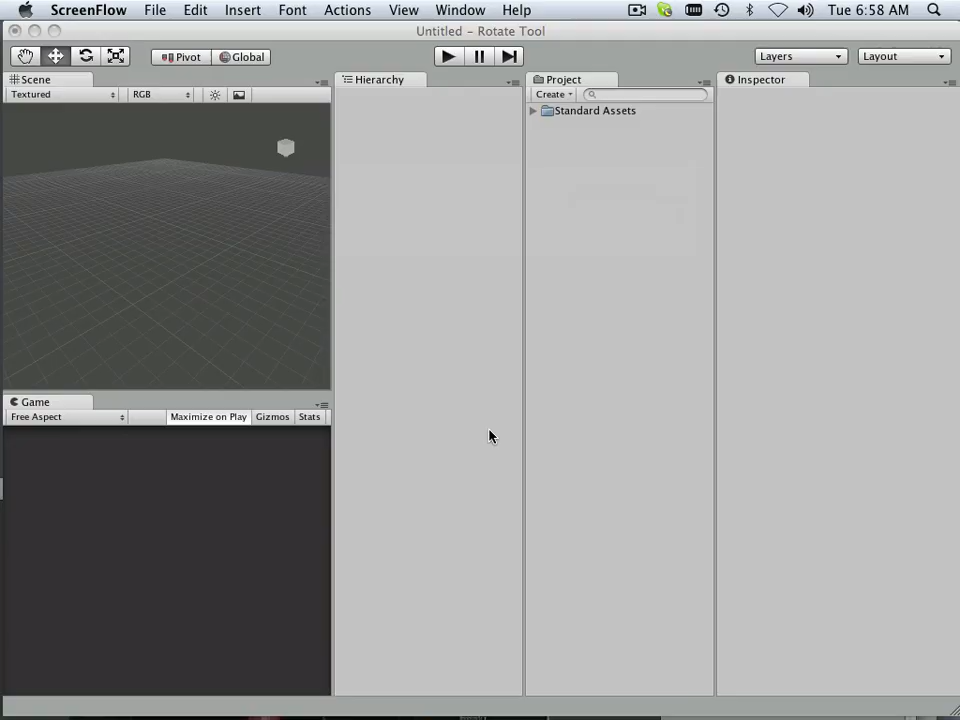 ScreenFlow File Edit Insert Font Actions View Window Help Tue 6:58 AM
Untitled - Rotate Tool
Pivot Global Layers Layout
Scene Hierarchy Project Inspector
Textured RGB Create
Standard Assets
Game
Free Aspect Maximize on Play Gizmos Stats